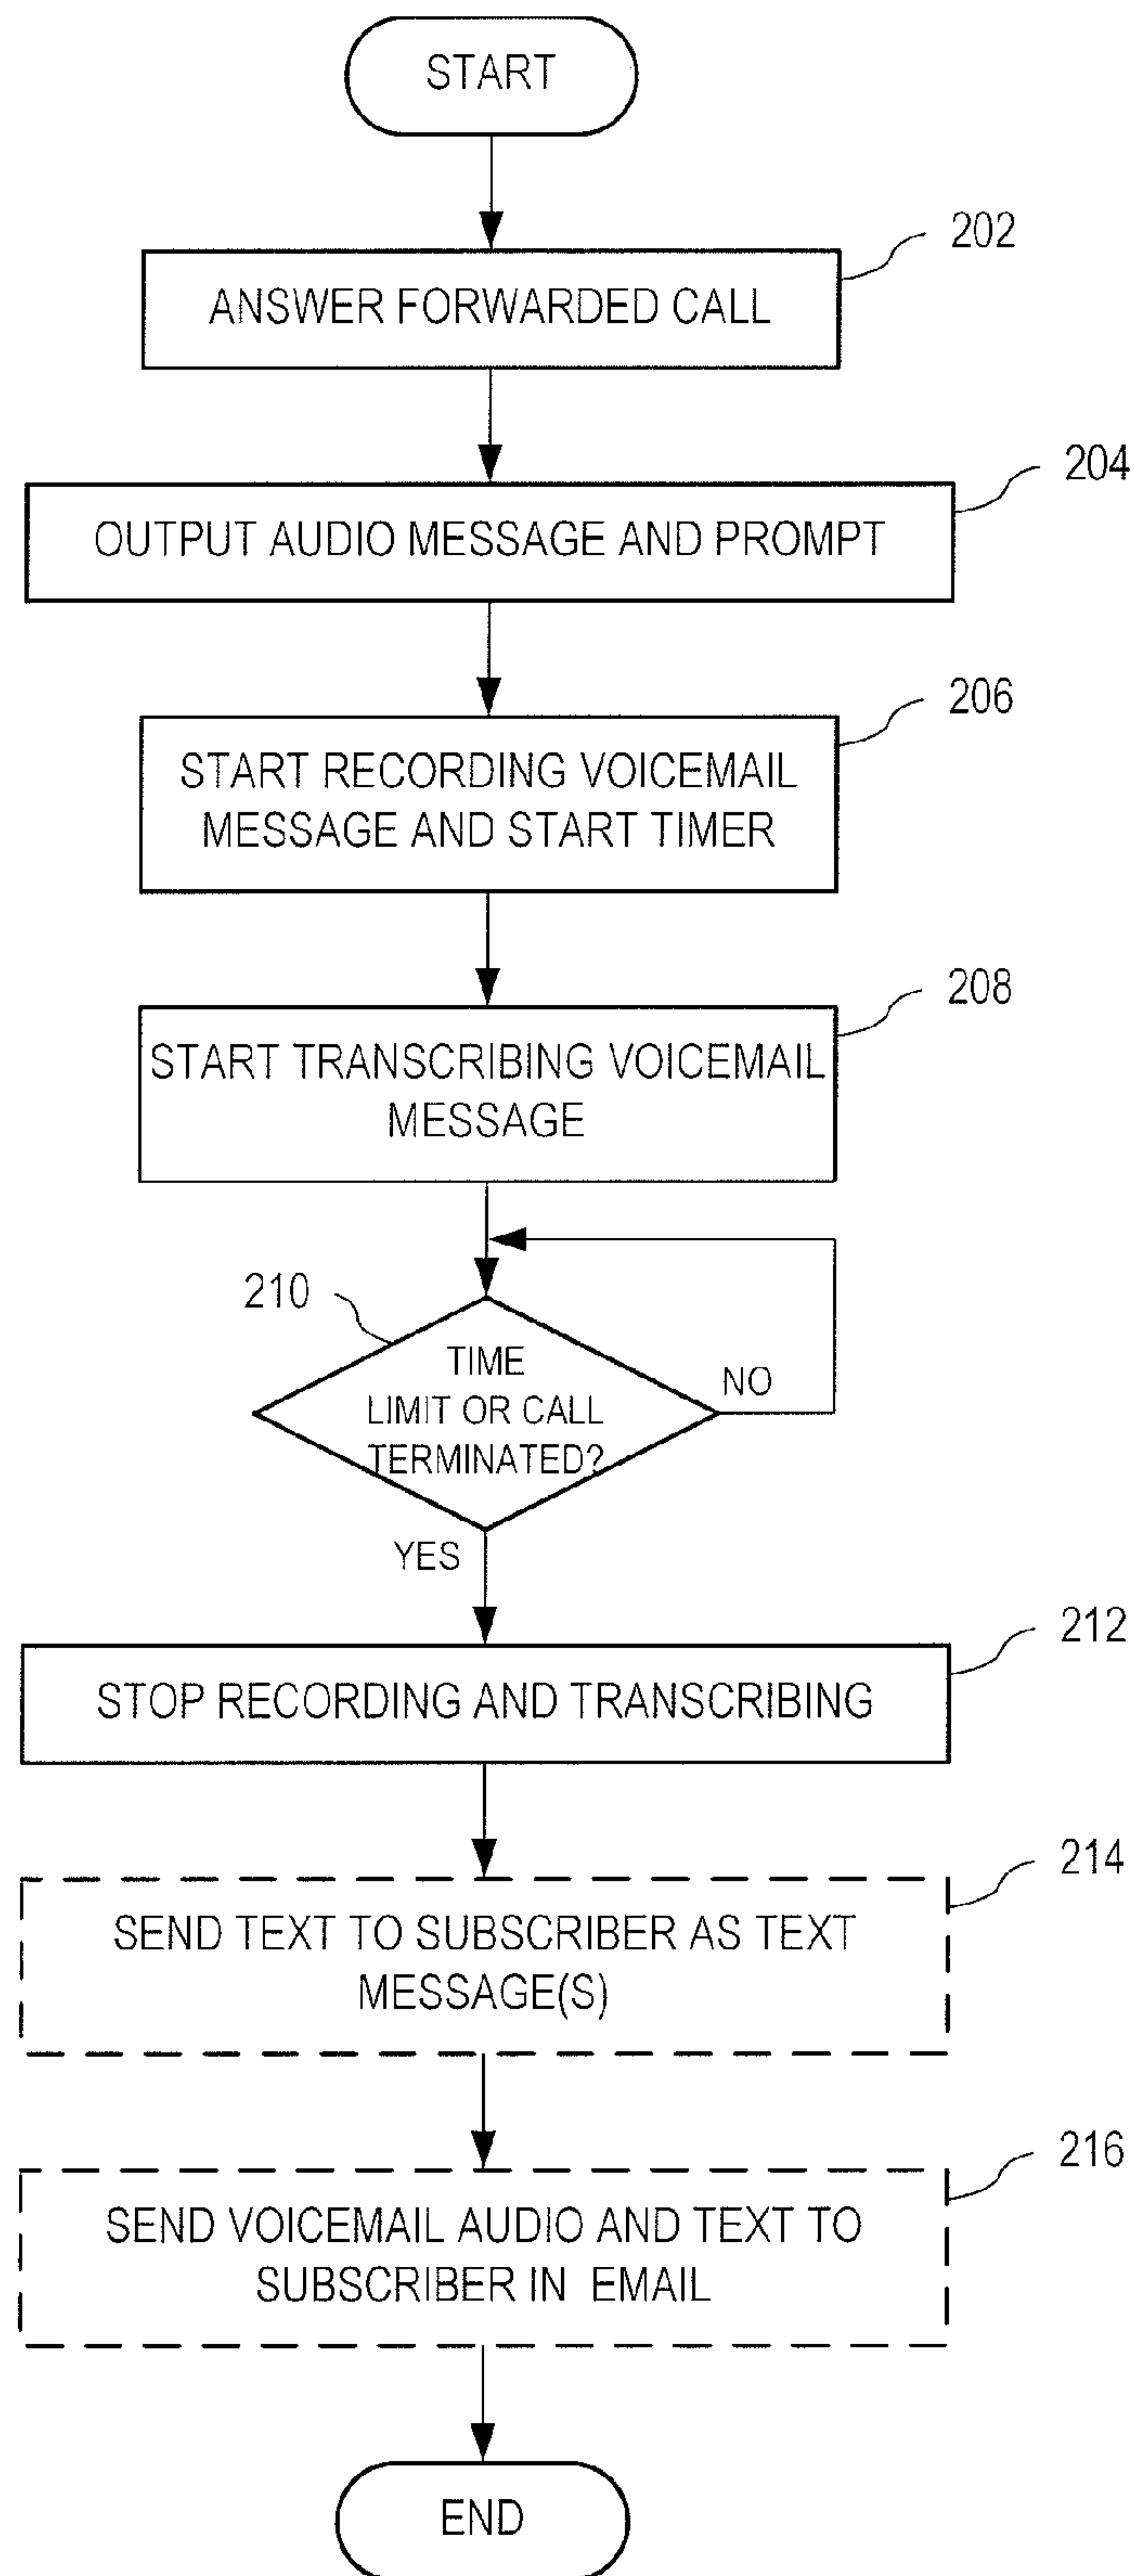 START
202
ANSWER FORWARDED CALL
204
OUTPUT AUDIO MESSAGE AND PROMPT
206
START RECORDING VOICEMAIL
MESSAGE AND START TIMER
208
START TRANSCRIBING VOICEMAIL
MESSAGE
210
TIME
LIMIT OR CALL
TERMINATED?
NO
YES
212
STOP RECORDING AND TRANSCRIBING
214
SEND TEXT TO SUBSCRIBER AS TEXT
MESSAGE(S)
216
SEND VOICEMAIL AUDIO AND TEXT TO
SUBSCRIBER IN EMAIL
END